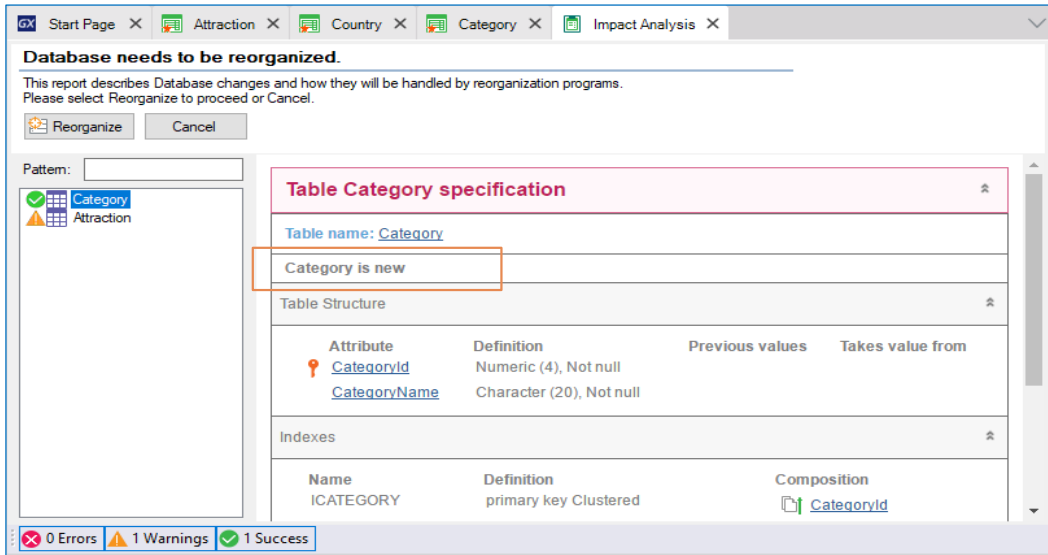 GX Start Page Attraction Country Category Impact Analysis
Database needs to be reorganized.
This report describes Database changes and how they will be handled by reorganization programs.
Please select Reorganize to proceed or Cancel.
Reorganize Cancel
Pattern:
Category
Attraction
Table Category specification
Table name: Category
Category is new
Table Structure
Attribute Definition Previous values Takes value from
CategoryId Numeric (4), Not null
CategoryName Character (20), Not null
Indexes
Name Definition Composition
ICATEGORY primary key Clustered CategoryId
0 Errors 1 Warnings 1 Success